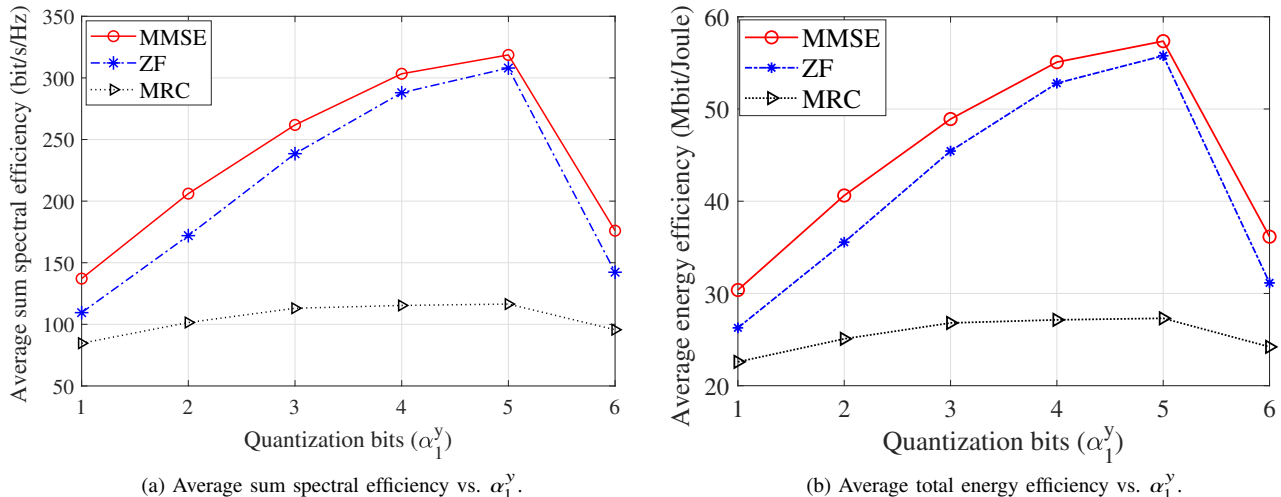 Average sum spectral efficiency (bit/s/Hz)
350
300
250
200
150
100
50
MMSE
ZF
MRC
1 2 3 4 5 6
Quantization bits (α₁ʸ)
(a) Average sum spectral efficiency vs. α₁ʸ.
Average energy efficiency (Mbit/Joule)
60
50
40
30
20
MMSE
ZF
MRC
1 2 3 4 5 6
Quantization bits (α₁ʸ)
(b) Average total energy efficiency vs. α₁ʸ.